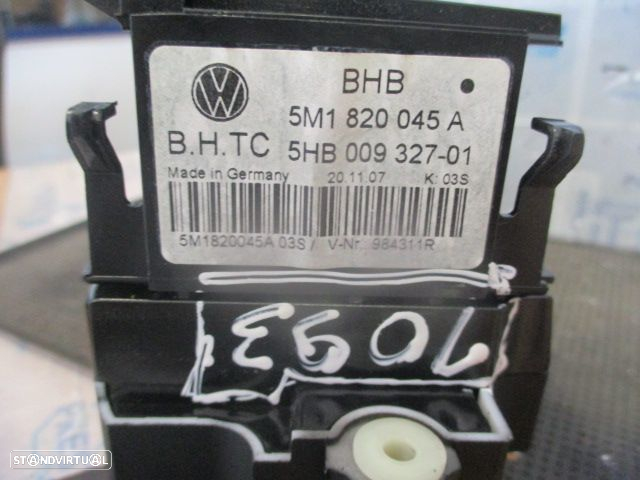 BHB
5M1 820 045 A
B.H.TC 5HB 009 327-01
Made in Germany 20.11.07 K: 03S
5M1820045A 03S / V-Nr. 984311R
7093
STANDVIRTUAL